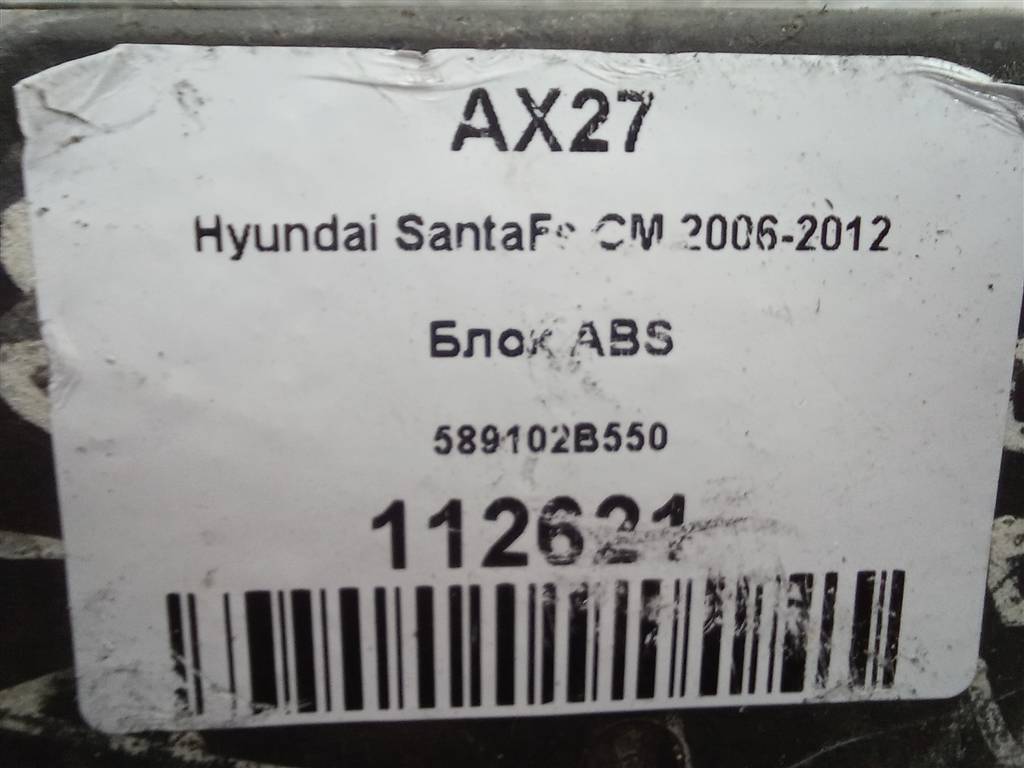 AX27
Hyundai SantaFe CM 2006-2012
Блок ABS
589102B550
112621